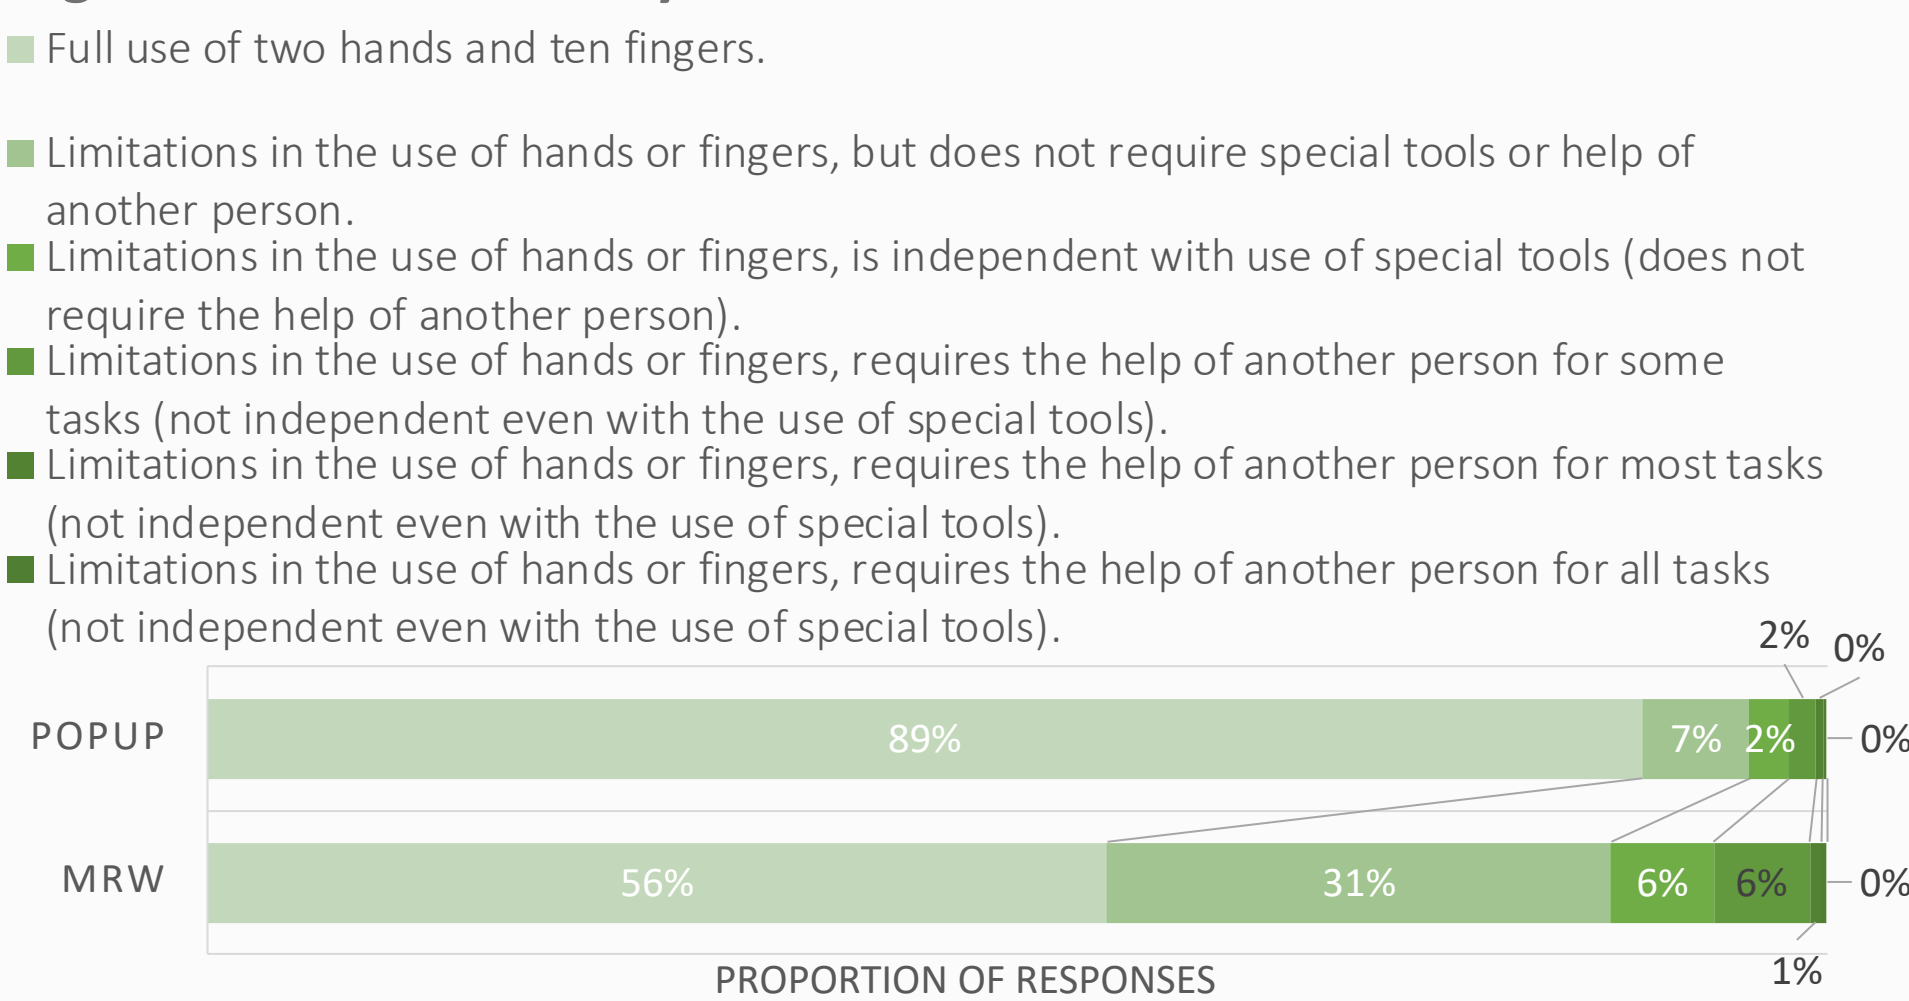 Full use of two hands and ten fingers.
Limitations in the use of hands or fingers, but does not require special tools or help of
another person.
Limitations in the use of hands or fingers, is independent with use of special tools (does not
require the help of another person).
Limitations in the use of hands or fingers, requires the help of another person for some
tasks (not independent even with the use of special tools).
Limitations in the use of hands or fingers, requires the help of another person for most tasks
(not independent even with the use of special tools).
Limitations in the use of hands or fingers, requires the help of another person for all tasks
(not independent even with the use of special tools).
2% 0%
POPUP 89% 7% 2% 0%
MRW 56% 31% 6% 6% 0%
1%
PROPORTION OF RESPONSES